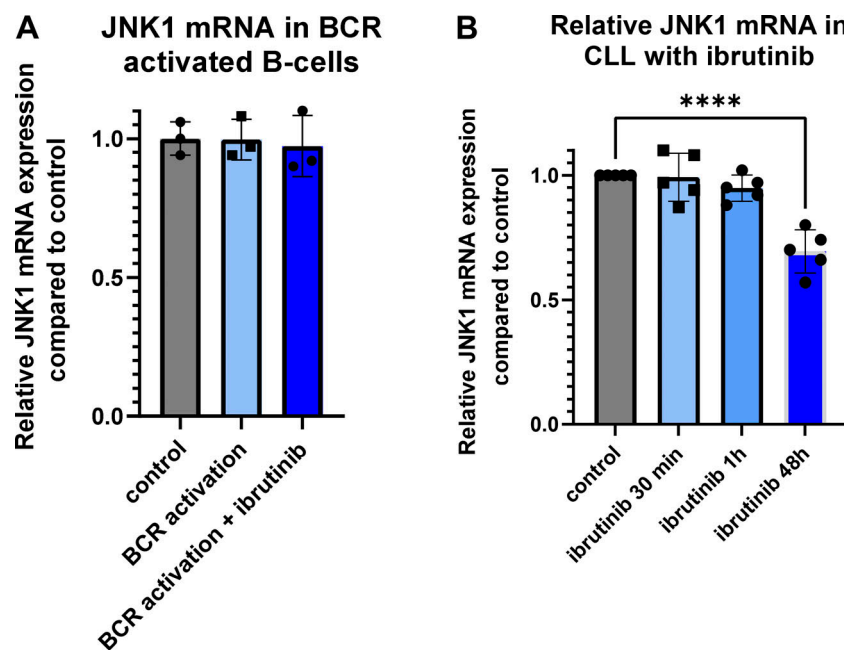 A
JNK1 mRNA in BCR
activated B-cells
Relative JNK1 mRNA expression
compared to control
1.0
0.5
0.0
control
BCR activation
BCR activation + ibrutinib
B
Relative JNK1 mRNA in
CLL with ibrutinib
Relative JNK1 mRNA expression
compared to control
****
1.0
0.5
0.0
control
ibrutinib 30 min
ibrutinib 1h
ibrutinib 48h